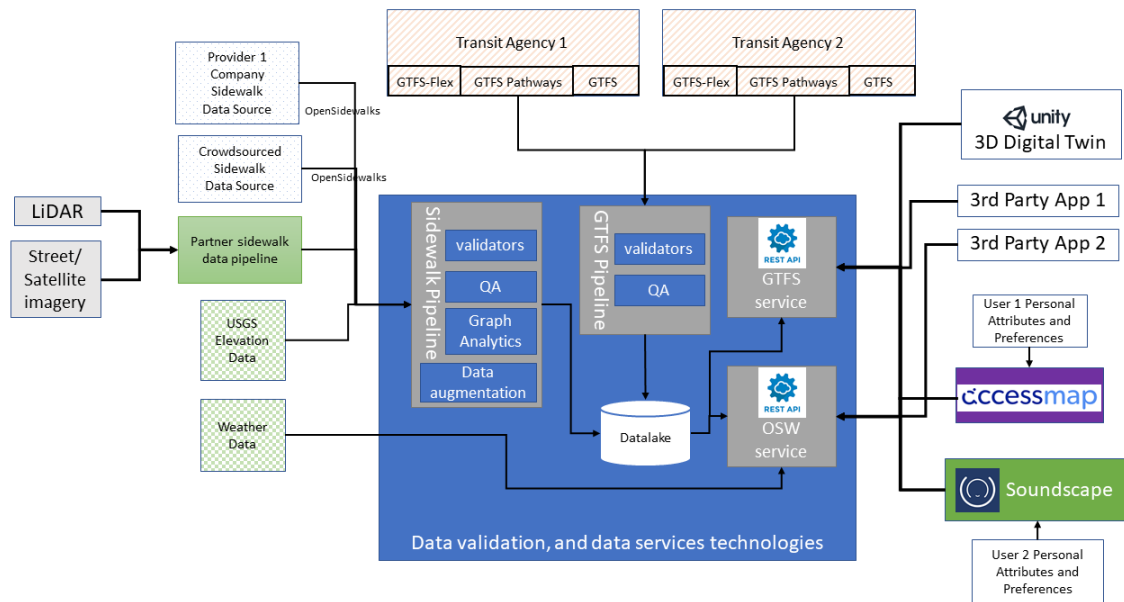 Transit Agency 1
GTFS-Flex
GTFS Pathways
GTFS
Transit Agency 2
GTFS-Flex
GTFS Pathways
GTFS
Provider 1
Company
Sidewalk
Data Source
OpenSidewalks
Crowdsourced
Sidewalk
Data Source
OpenSidewalks
LiDAR
Street/
Satellite
imagery
Partner sidewalk
data pipeline
USGS
Elevation
Data
Weather
Data
Sidewalk Pipeline
validators
QA
Graph
Analytics
Data
augmentation
GTFS Pipeline
validators
QA
Datalake
REST API
GTFS
service
REST API
OSW
service
Data validation, and data services technologies
unity
3D Digital Twin
3rd Party App 1
3rd Party App 2
User 1 Personal
Attributes and
Preferences
accessmap
Soundscape
User 2 Personal
Attributes and
Preferences